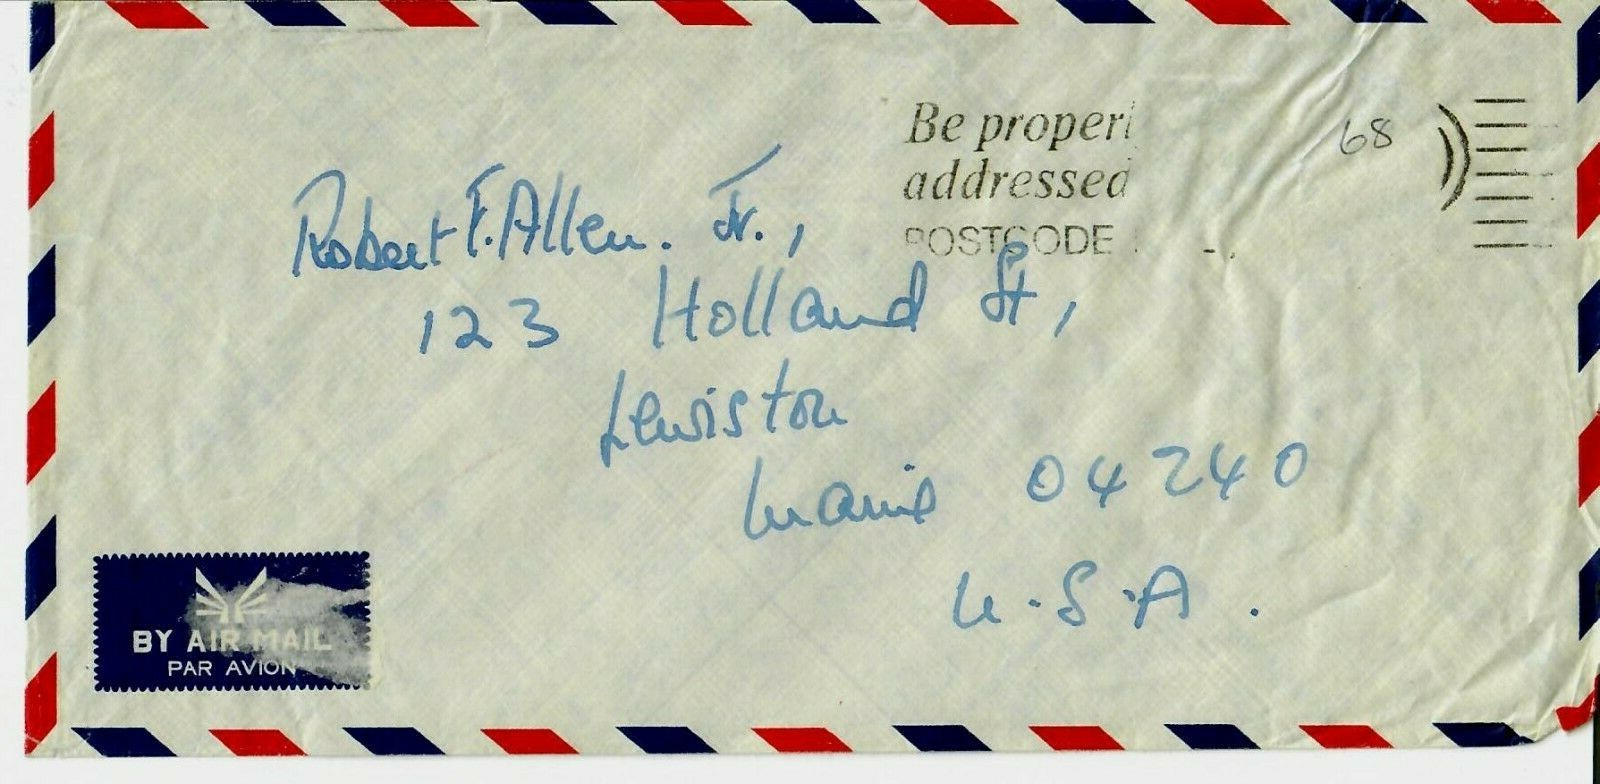 Be properl
addressed
POSTCODE
68
Robert F. Allen. Jr.,
123 Holland St,
Lewiston
Maine 04240
U.S.A.
BY AIR MAIL
PAR AVION